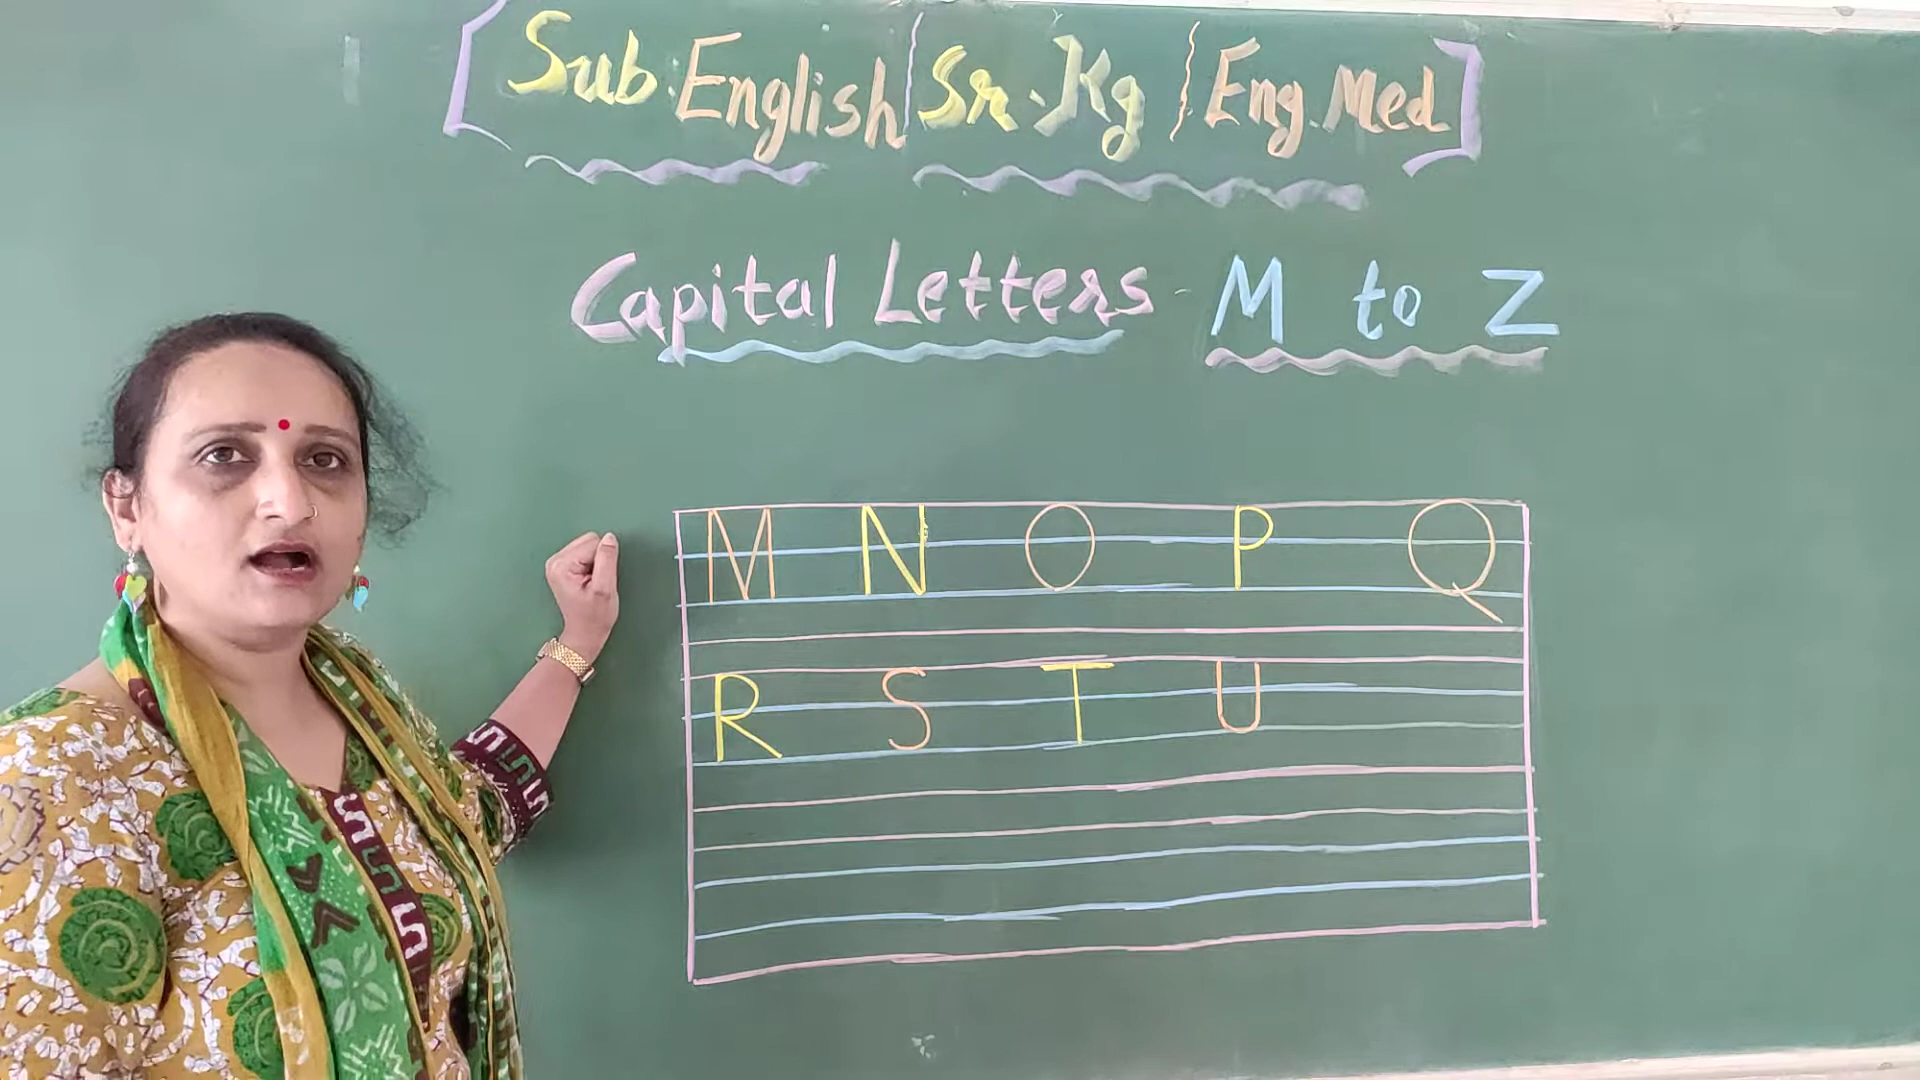 [Sub. English | Sr. Kg | Eng. Med]
Capital Letters - M to Z
M N O P Q
R S T U